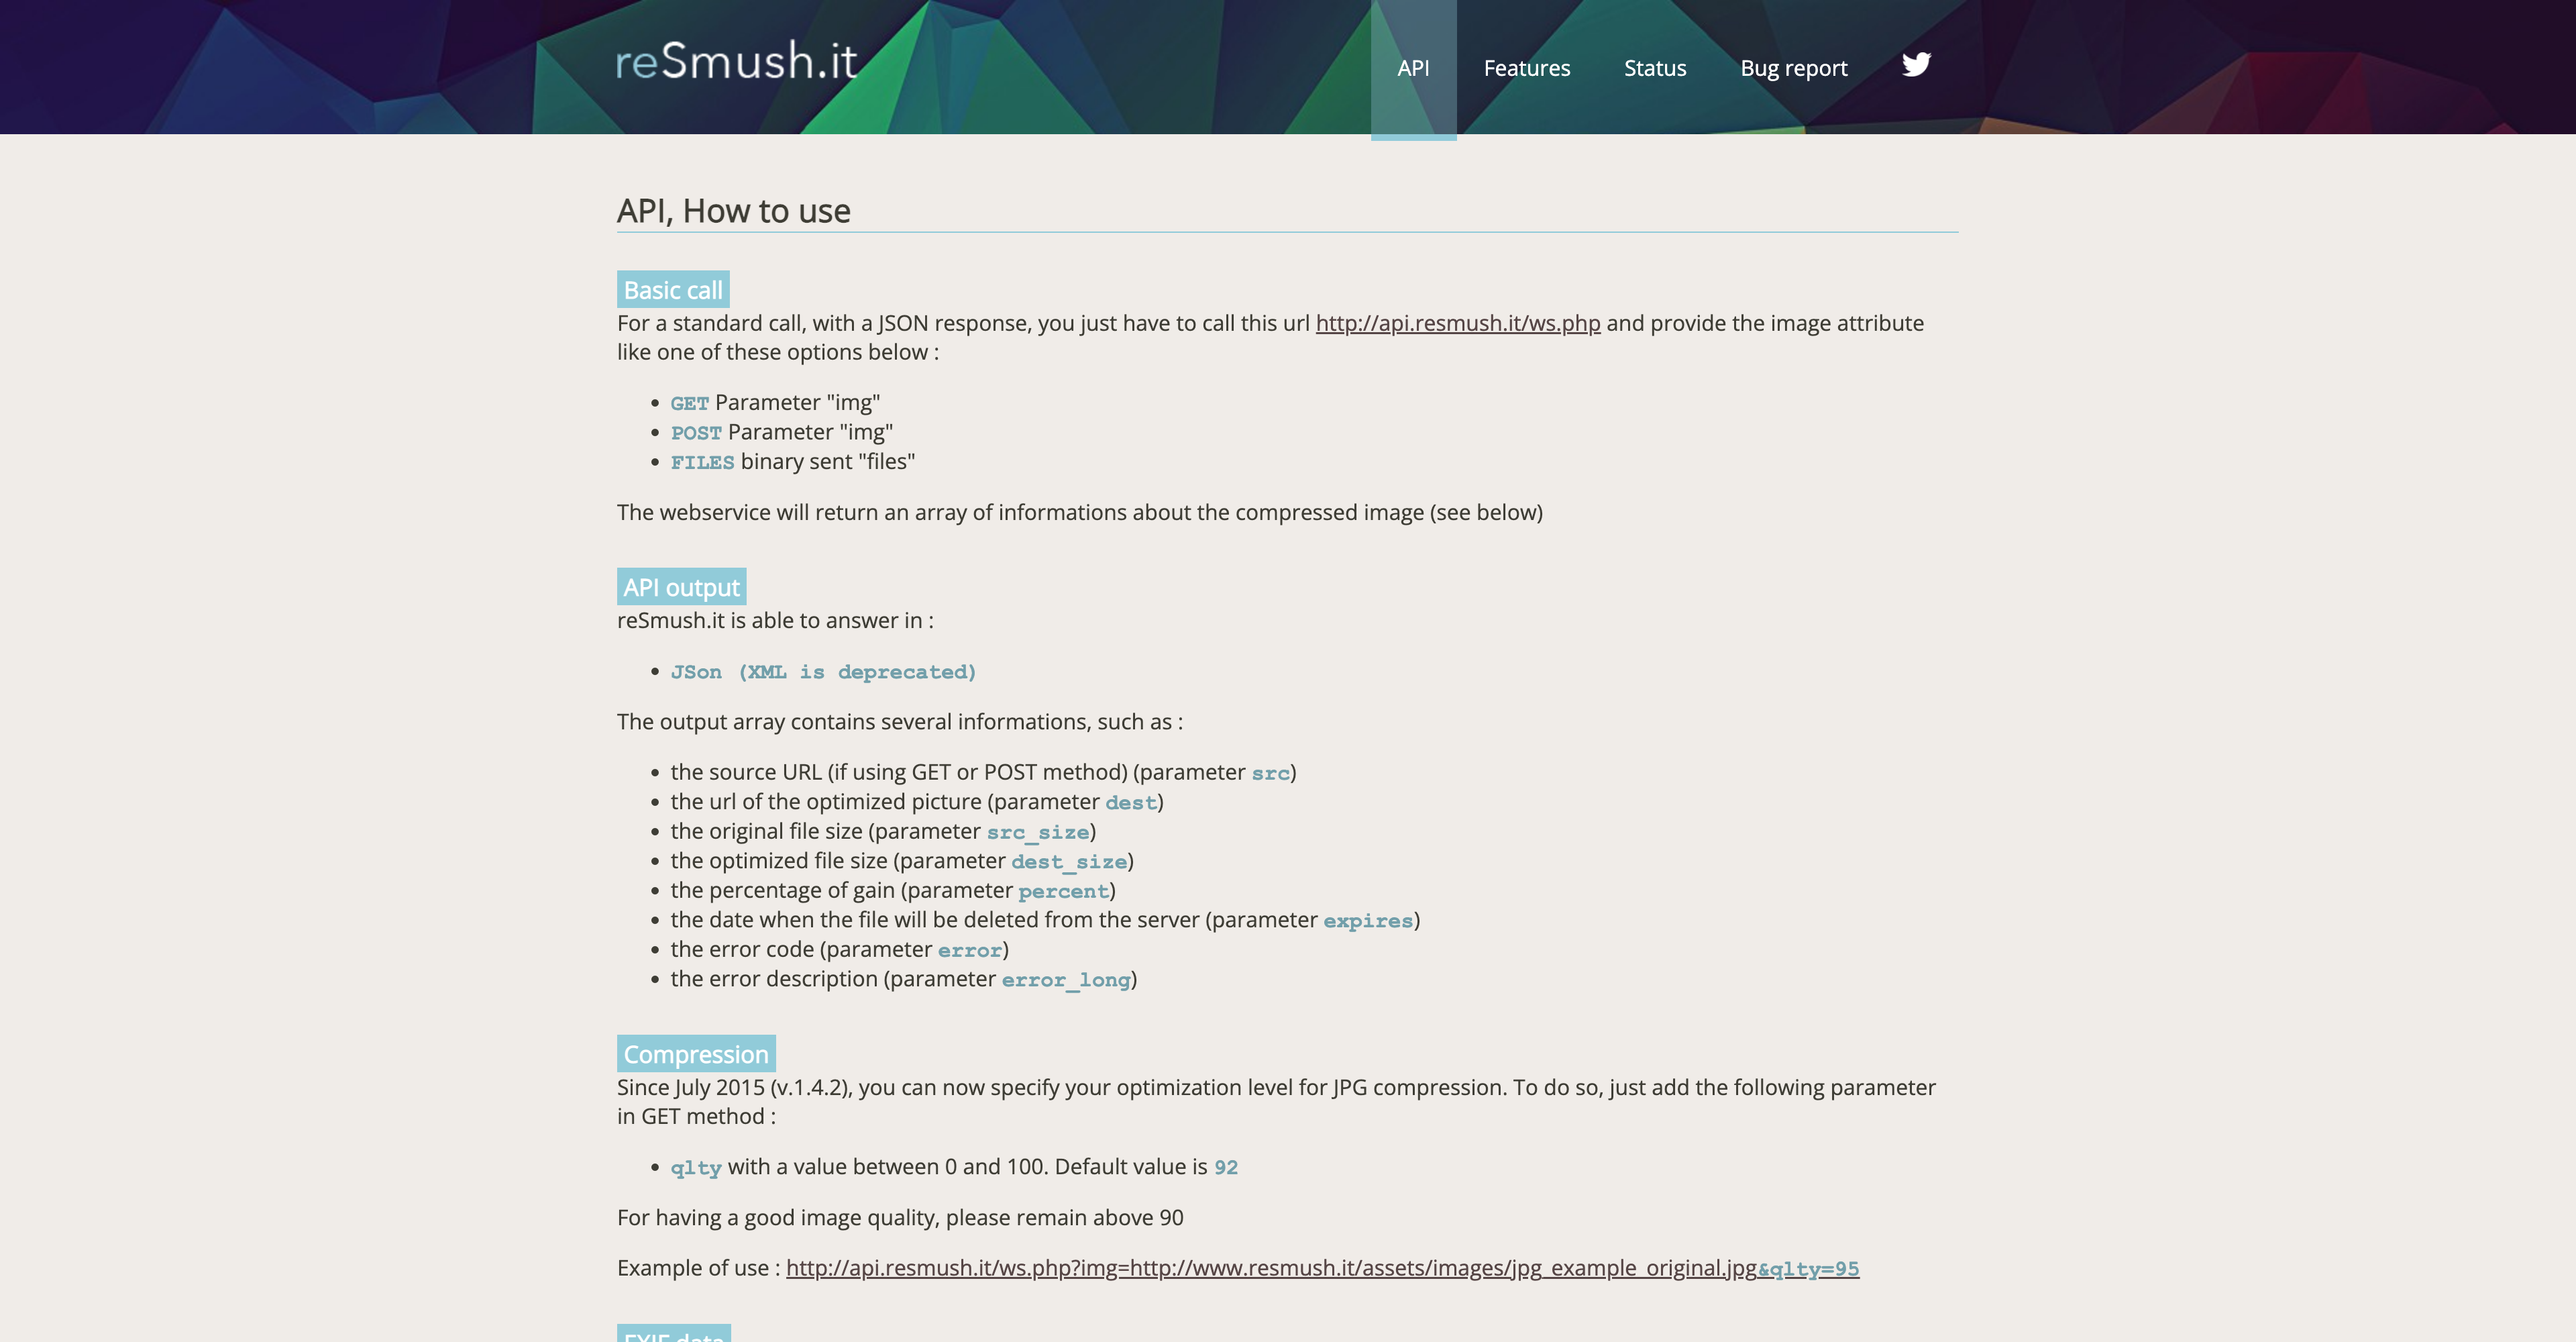 reSmush.it
API Features Status Bug report
API, How to use
Basic call
For a standard call, with a JSON response, you just have to call this url http://api.resmush.it/ws.php and provide the image attribute
like one of these options below :
• GET Parameter "img"
• POST Parameter "img"
• FILES binary sent "files"
The webservice will return an array of informations about the compressed image (see below)
API output
reSmush.it is able to answer in :
• JSon (XML is deprecated)
The output array contains several informations, such as :
• the source URL (if using GET or POST method) (parameter src)
• the url of the optimized picture (parameter dest)
• the original file size (parameter src_size)
• the optimized file size (parameter dest_size)
• the percentage of gain (parameter percent)
• the date when the file will be deleted from the server (parameter expires)
• the error code (parameter error)
• the error description (parameter error_long)
Compression
Since July 2015 (v.1.4.2), you can now specify your optimization level for JPG compression. To do so, just add the following parameter
in GET method :
• qlty with a value between 0 and 100. Default value is 92
For having a good image quality, please remain above 90
Example of use : http://api.resmush.it/ws.php?img=http://www.resmush.it/assets/images/jpg_example_original.jpg&qlty=95
EXIF data